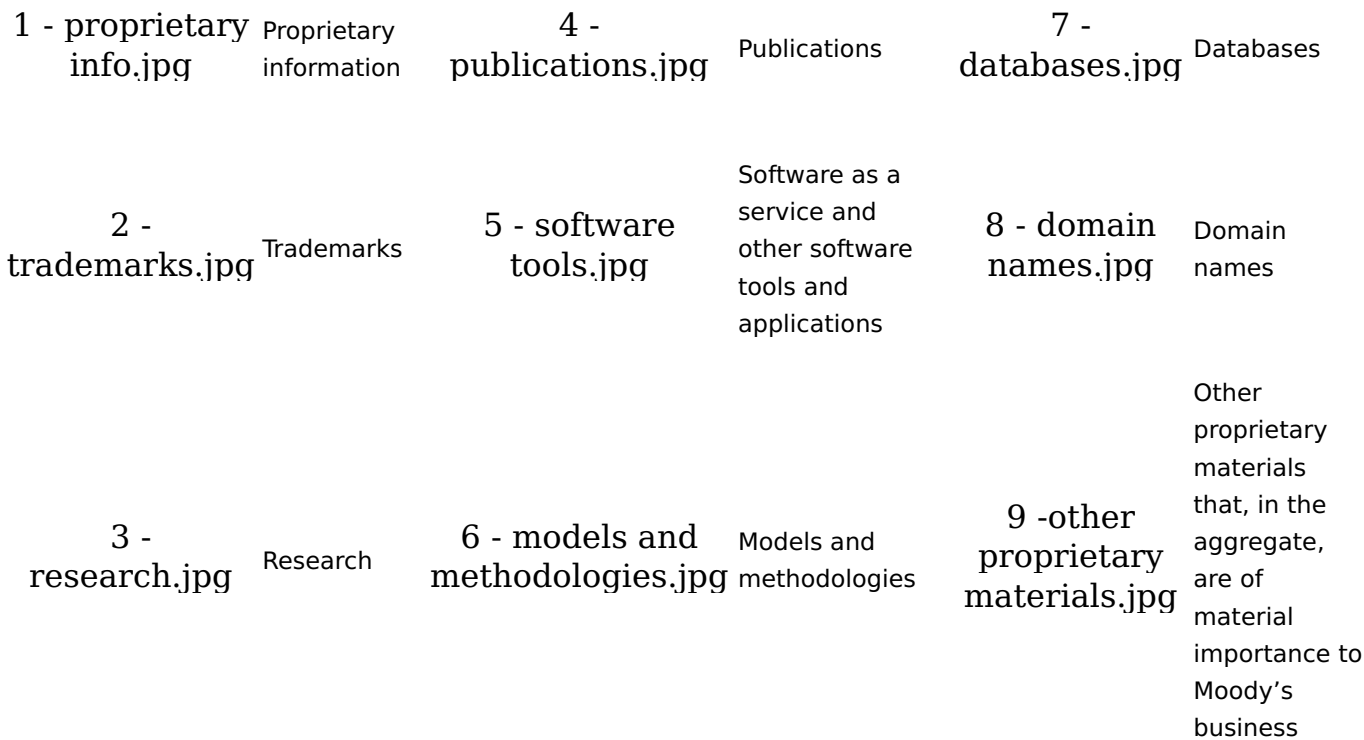 1 - proprietary
info.jpg
Proprietary
information
4 -
publications.jpg
Publications
7 -
databases.jpg
Databases
2 -
trademarks.jpg
Trademarks
5 - software
tools.jpg
Software as a
service and
other software
tools and
applications
8 - domain
names.jpg
Domain
names
3 -
research.jpg
Research
6 - models and
methodologies.jpg
Models and
methodologies
9 -other
proprietary
materials.jpg
Other
proprietary
materials
that, in the
aggregate,
are of
material
importance to
Moody’s
business